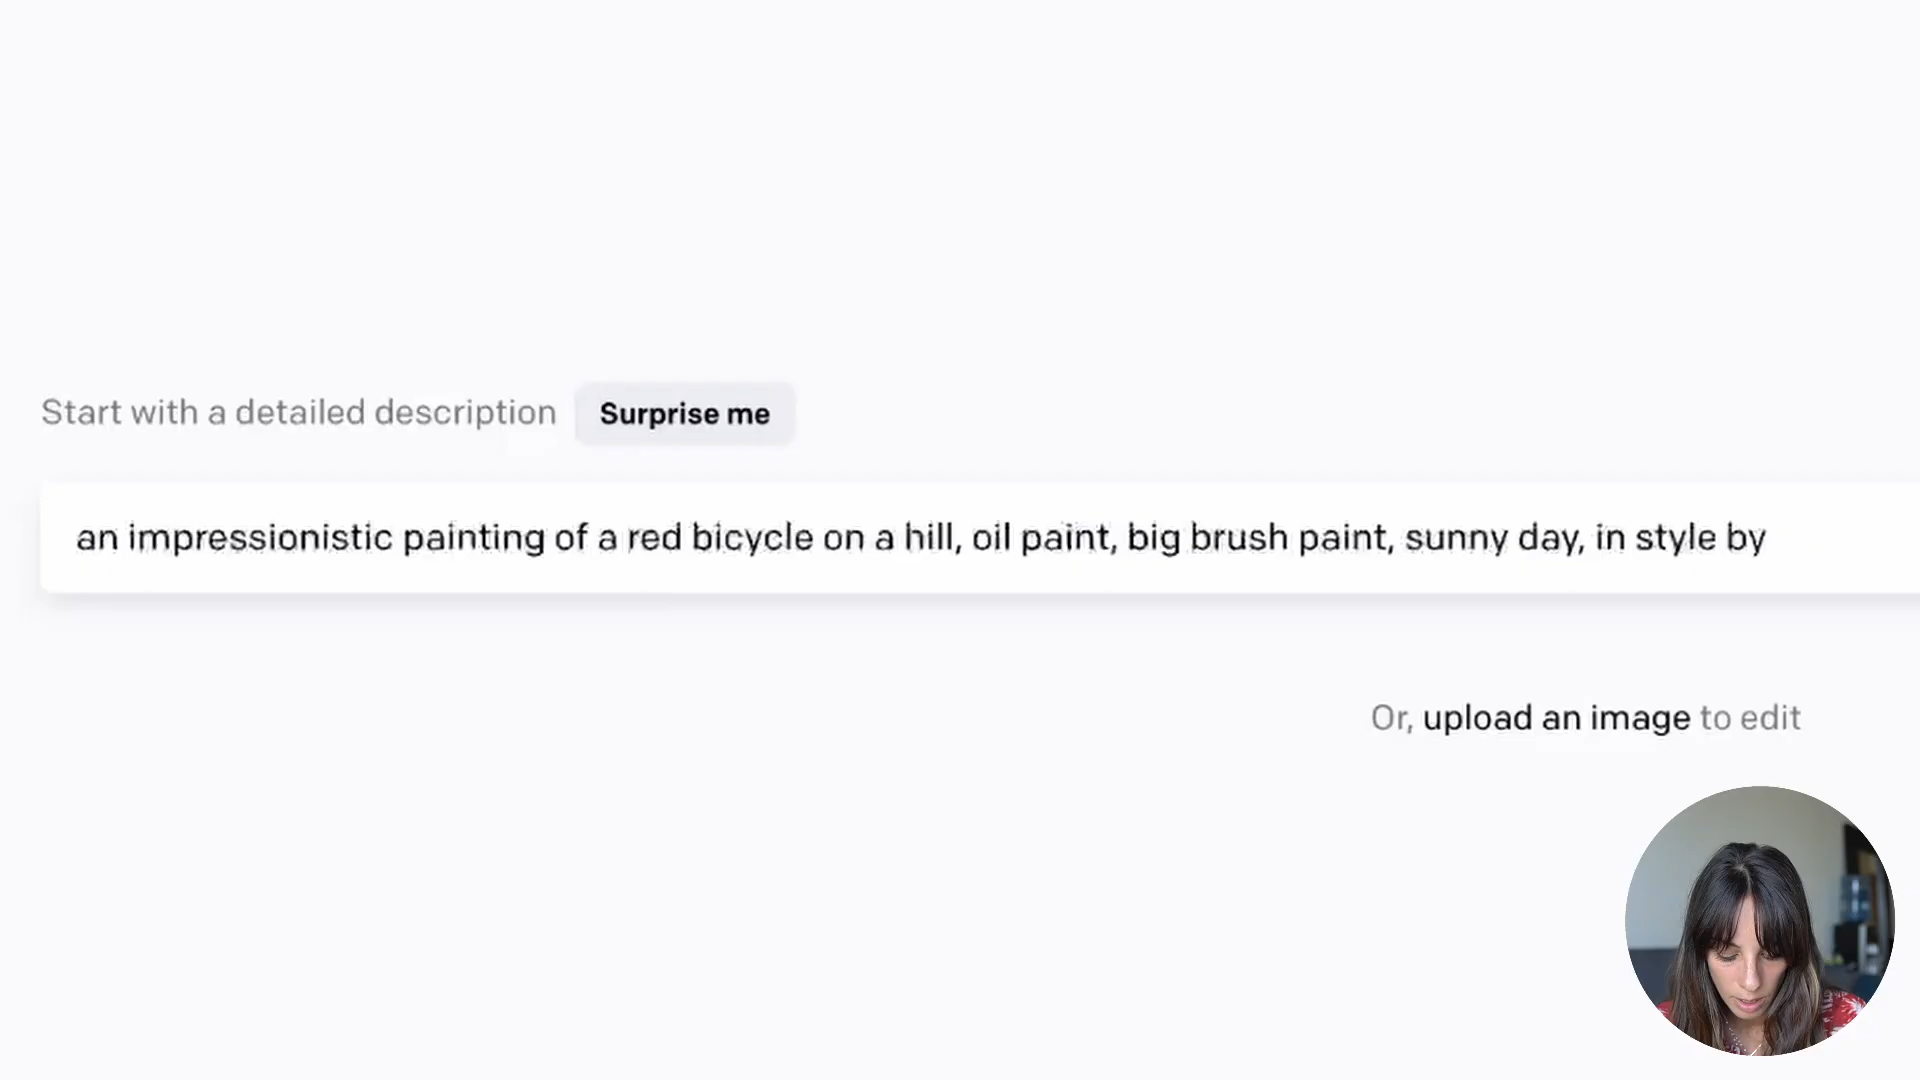 Start with a detailed description Surprise me
an impressionistic painting of a red bicycle on a hill, oil paint, big brush paint, sunny day, in style by
Or, upload an image to edit